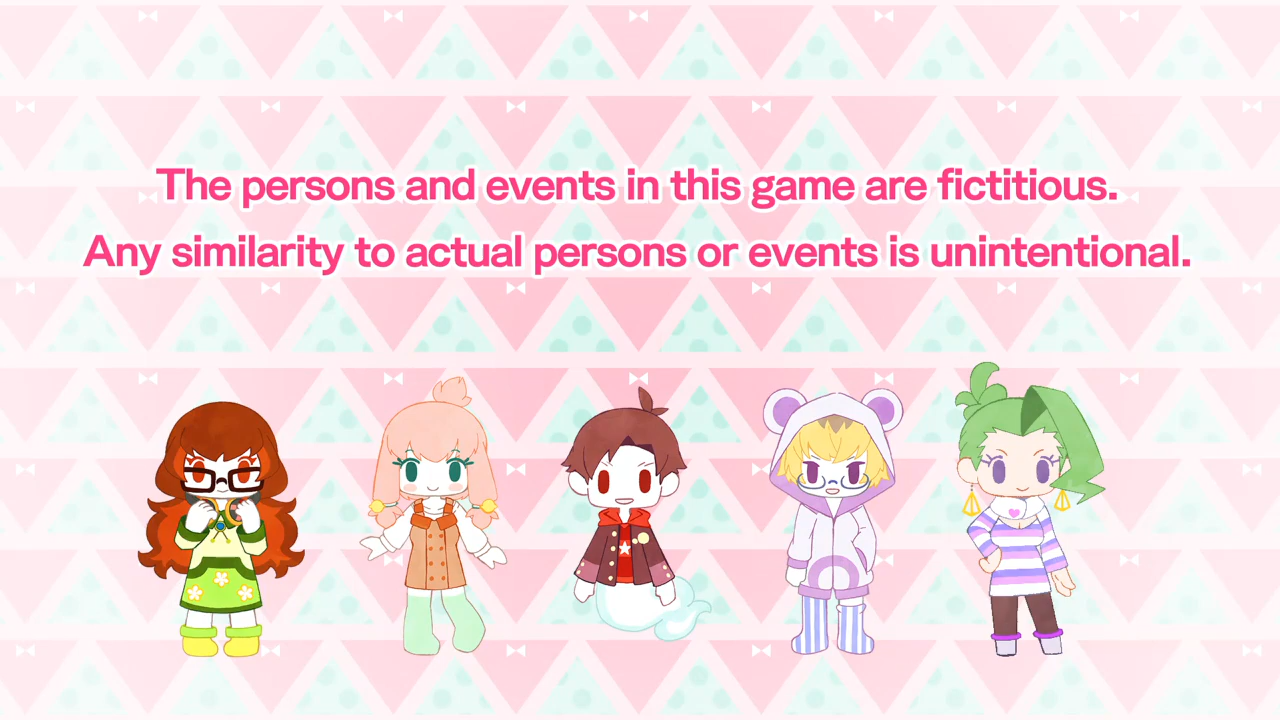 The persons and events in this game are fictitious.
Any similarity to actual persons or events is unintentional.